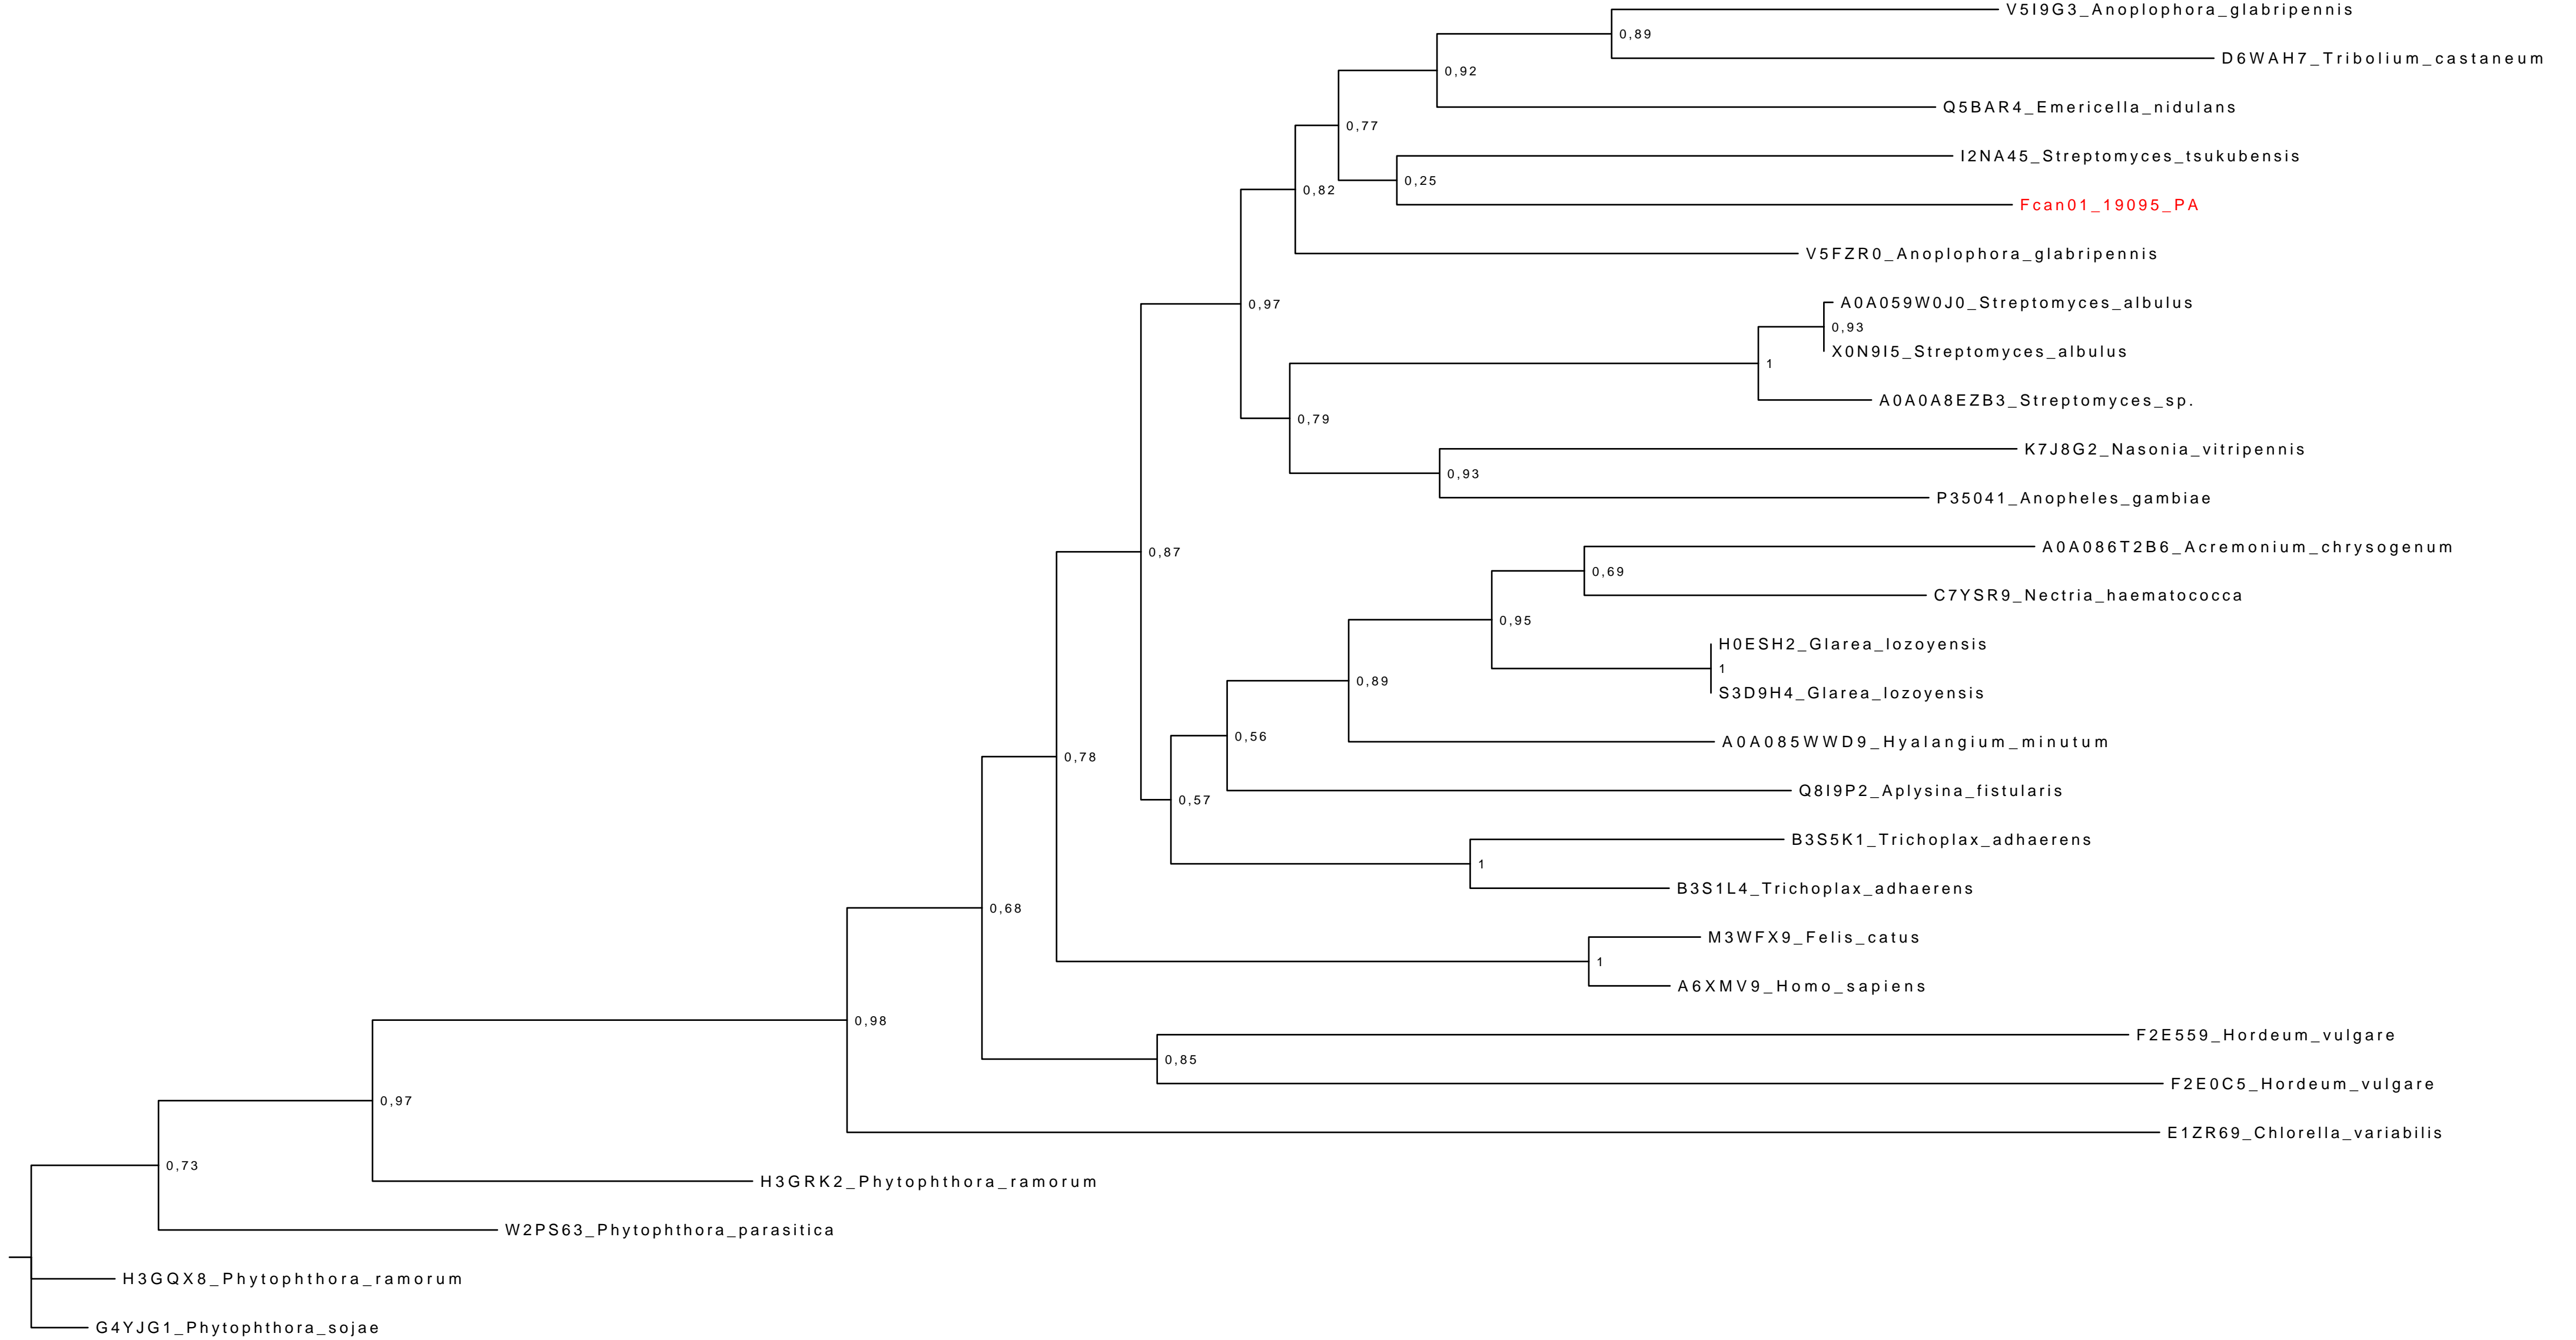 V5I9G3_Anoplophora_glabripennis
0,89
D6WAH7_Tribolium_castaneum
0,92
Q5BAR4_Emericella_nidulans
0,77
I2NA45_Streptomyces_tsukubensis
0,25
0,82
Fcan01_19095_PA
V5FZR0_Anoplophora_glabripennis
0,97
A0A059W0J0_Streptomyces_albulus
0,93
X0N9I5_Streptomyces_albulus
1
A0A0A8EZB3_Streptomyces_sp.
0,79
K7J8G2_Nasonia_vitripennis
0,93
P35041_Anopheles_gambiae
0,87
A0A086T2B6_Acremonium_chrysogenum
0,69
C7YSR9_Nectria_haematococca
0,95
H0ESH2_Glarea_lozoyensis
1
0,89
S3D9H4_Glarea_lozoyensis
0,56
A0A085WWD9_Hyalangium_minutum
0,78
Q8I9P2_Aplysina_fistularis
0,57
B3S5K1_Trichoplax_adhaerens
1
B3S1L4_Trichoplax_adhaerens
0,68
M3WFX9_Felis_catus
1
A6XMV9_Homo_sapiens
0,98
F2E559_Hordeum_vulgare
0,85
F2E0C5_Hordeum_vulgare
0,97
E1ZR69_Chlorella_variabilis
0,73
H3GRK2_Phytophthora_ramorum
W2PS63_Phytophthora_parasitica
H3GQX8_Phytophthora_ramorum
G4YJG1_Phytophthora_sojae